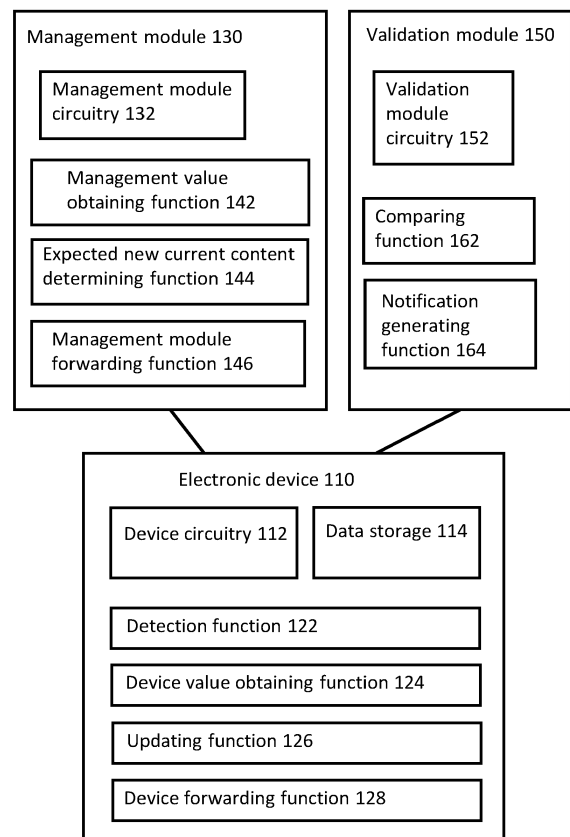 Management module 130
Management module
circuitry 132
Management value
obtaining function 142
Expected new current content
determining function 144
Management module
forwarding function 146
Validation module 150
Validation
module
circuitry 152
Comparing
function 162
Notification
generating
function 164
Electronic device 110
Device circuitry 112
Data storage 114
Detection function 122
Device value obtaining function 124
Updating function 126
Device forwarding function 128